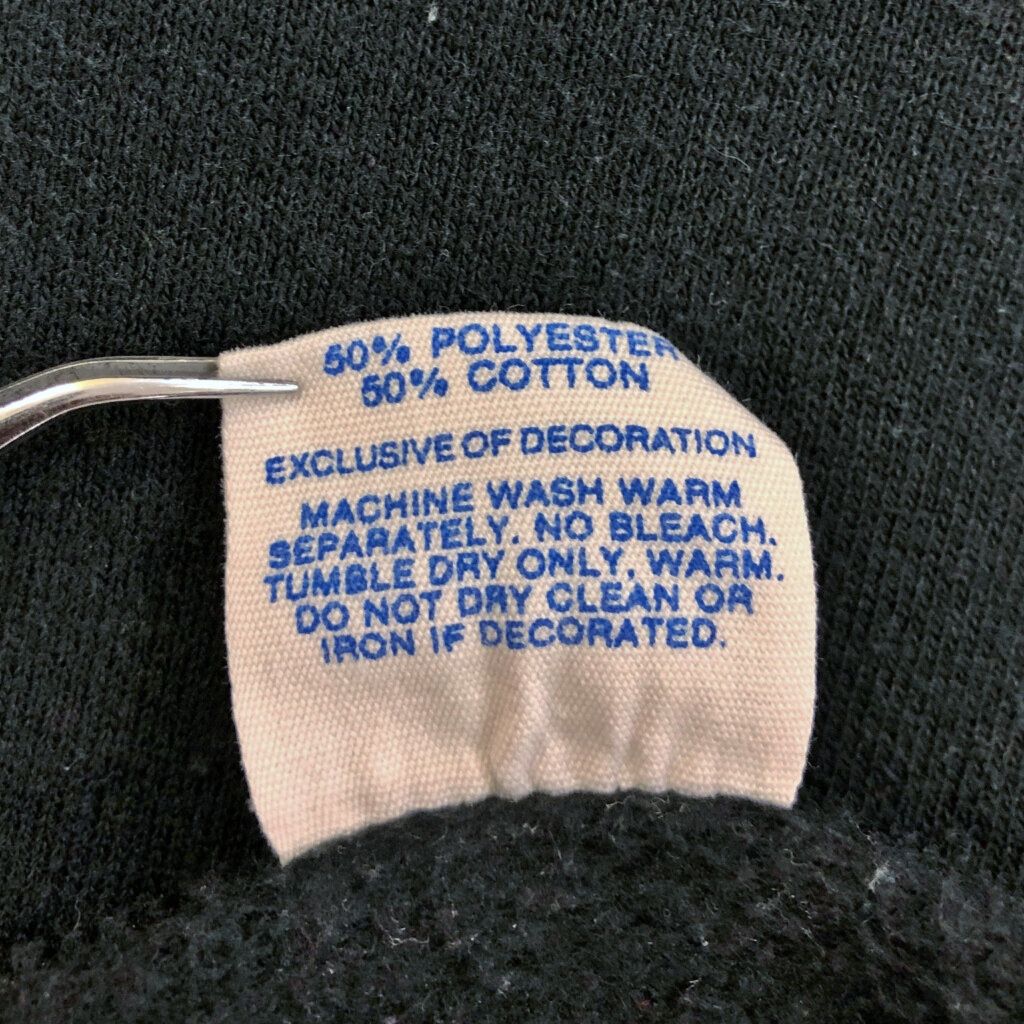 50% POLYESTER
50% COTTON
EXCLUSIVE OF DECORATION
MACHINE WASH WARM
SEPARATELY. NO BLEACH.
TUMBLE DRY ONLY, WARM.
DO NOT DRY CLEAN OR
IRON IF DECORATED.